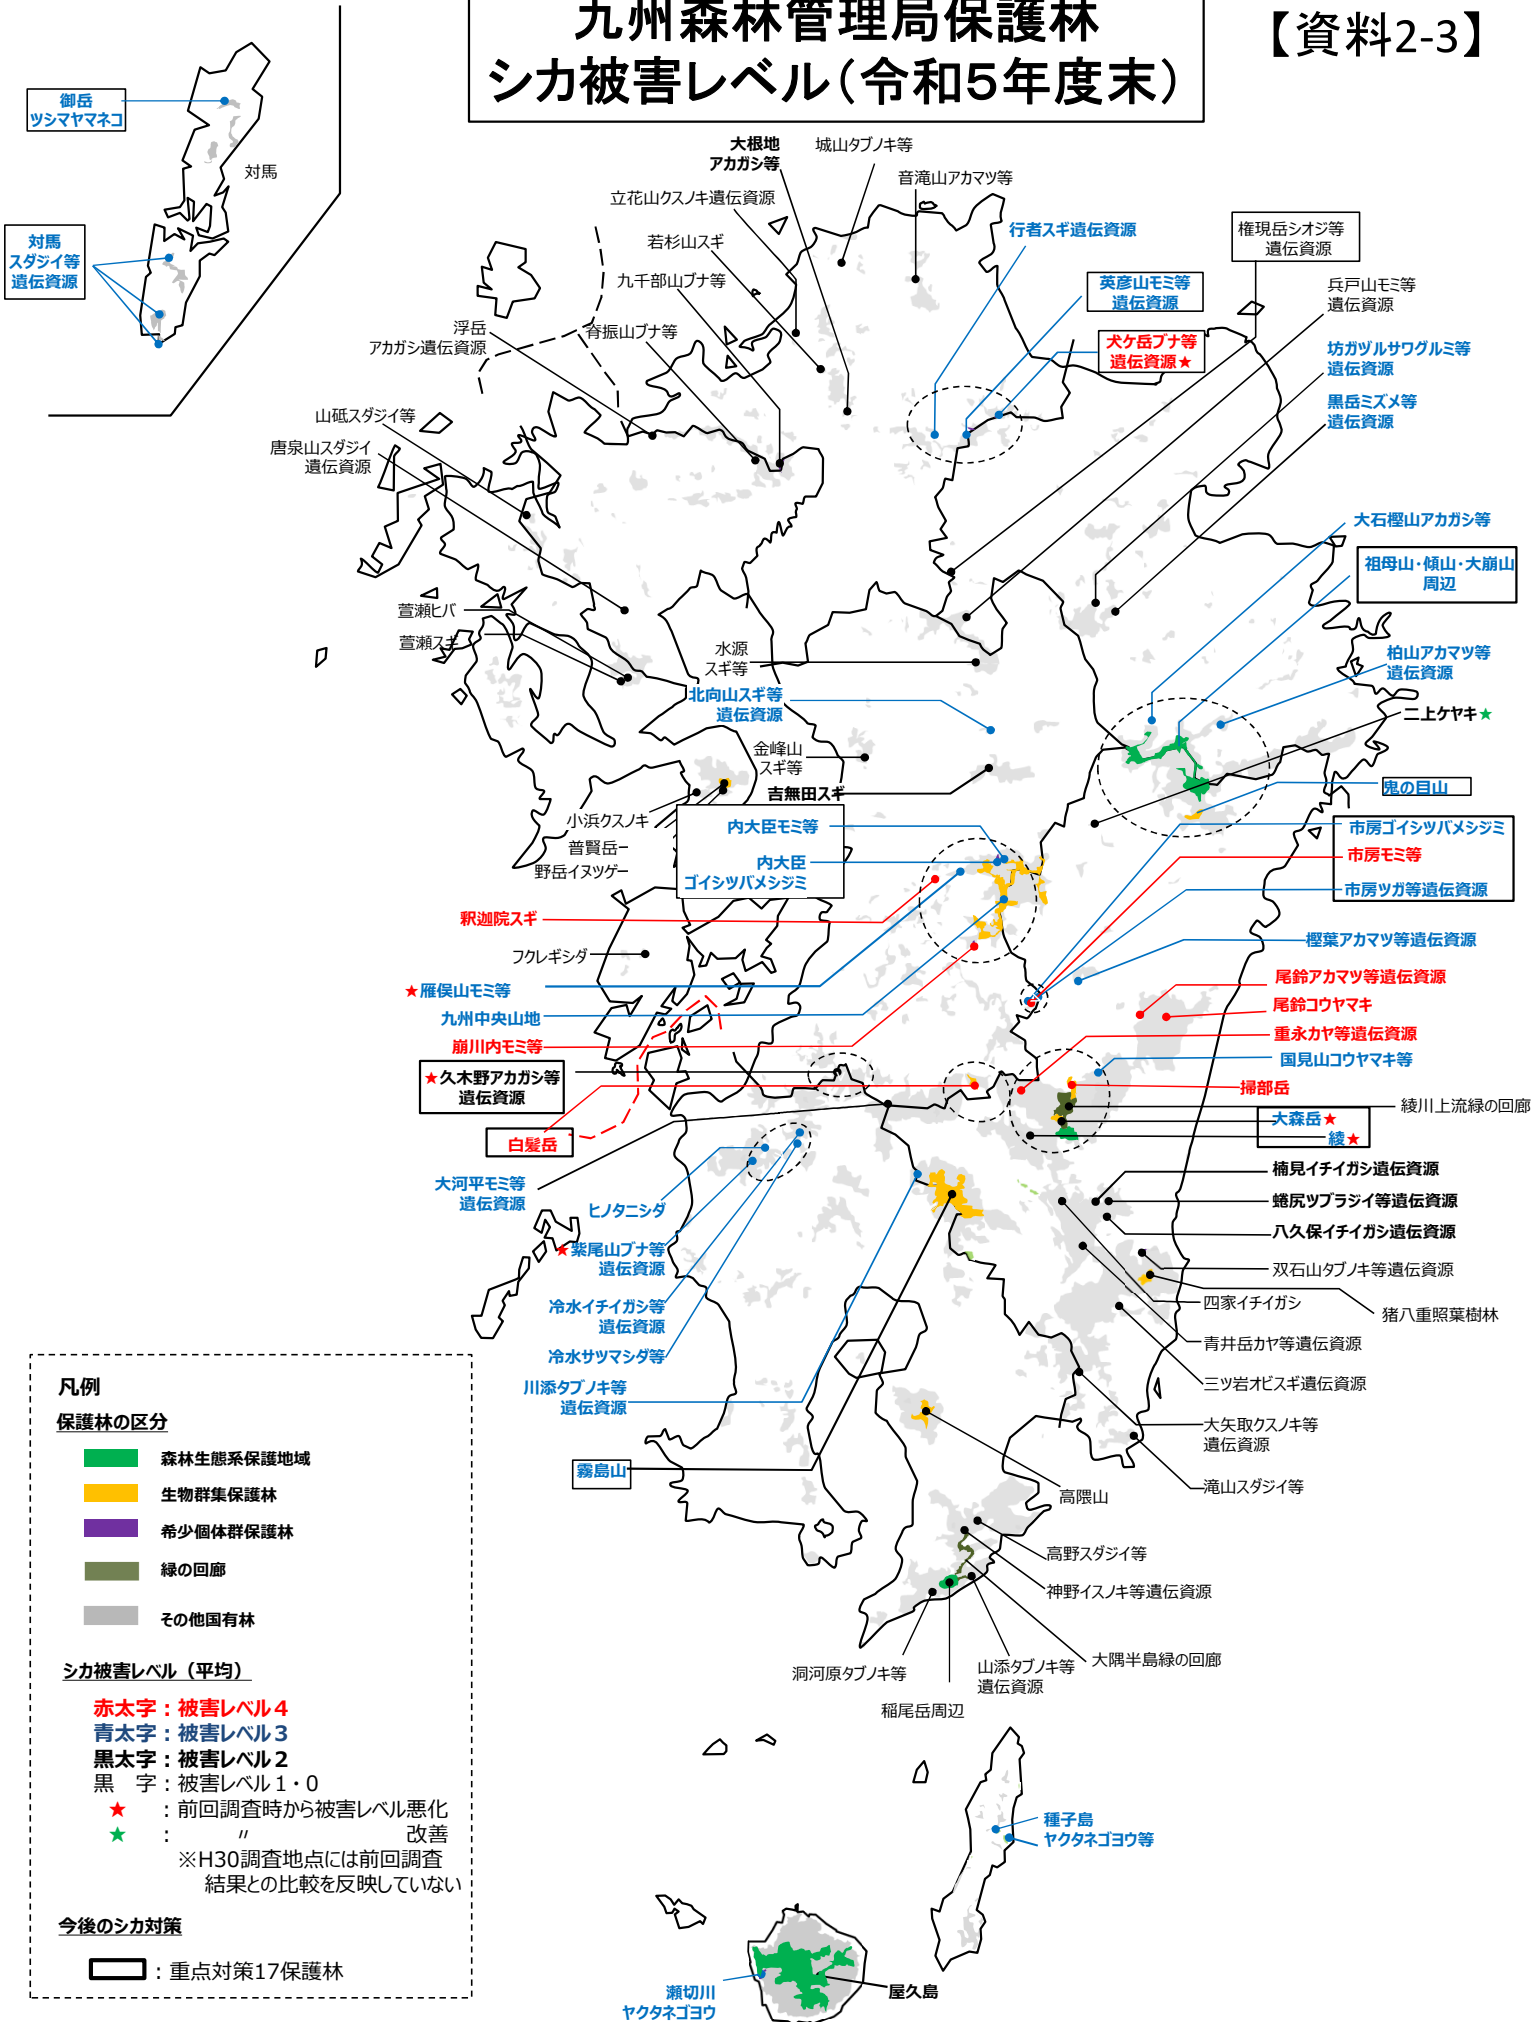 九州森林管理局保護林
シカ被害レベル（令和5年度末）
【資料2-3】
御岳
ツシマヤマネコ
対馬
対馬
スダジイ等
遺伝資源
大根地
アカガシ等
城山タブノキ等
音滝山アカマツ等
立花山クスノキ遺伝資源
若杉山スギ
九千部山ブナ等
浮岳
アカガシ遺伝資源
脊振山ブナ等
山砥スダジイ等
唐泉山スダジイ
遺伝資源
行者スギ遺伝資源
英彦山モミ等
遺伝資源
犬ケ岳ブナ等
遺伝資源★
権現岳シオジ等
遺伝資源
兵戸山モミ等
遺伝資源
坊ガヅルサワグルミ等
遺伝資源
黒岳ミズメ等
遺伝資源
大石樫山アカガシ等
祖母山・傾山・大崩山
周辺
柏山アカマツ等
遺伝資源
二上ケヤキ★
鬼の目山
萱瀬ヒバ
萱瀬スギ
水源
スギ等
北向山スギ等
遺伝資源
金峰山
スギ等
吉無田スギ
小浜クスノキ
普賢岳
野岳イヌツゲ
内大臣モミ等
内大臣
ゴイシツバメシジミ
市房ゴイシツバメシジミ
市房モミ等
市房ツガ等遺伝資源
釈迦院スギ
フクレギシダ
★雁俣山モミ等
九州中央山地
崩川内モミ等
★久木野アカガシ等
遺伝資源
白髪岳
大河平モミ等
遺伝資源
樫葉アカマツ等遺伝資源
尾鈴アカマツ等遺伝資源
尾鈴コウヤマキ
重永カヤ等遺伝資源
国見山コウヤマキ等
掃部岳
綾川上流緑の回廊
大森岳★
綾★
楠見イチイガシ遺伝資源
蜷尻ツブラジイ等遺伝資源
八久保イチイガシ遺伝資源
双石山タブノキ等遺伝資源
四家イチイガシ
猪八重照葉樹林
青井岳カヤ等遺伝資源
三ツ岩オビスギ遺伝資源
大矢取クスノキ等
遺伝資源
滝山スダジイ等
ヒノタニシダ
★紫尾山ブナ等
遺伝資源
冷水イチイガシ等
遺伝資源
冷水サツマシダ等
川添タブノキ等
遺伝資源
霧島山
高隈山
高野スダジイ等
神野イスノキ等遺伝資源
大隅半島緑の回廊
山添タブノキ等
遺伝資源
洞河原タブノキ等
稲尾岳周辺
種子島
ヤクタネゴヨウ等
瀬切川
ヤクタネゴヨウ
屋久島
凡例
保護林の区分
森林生態系保護地域
生物群集保護林
希少個体群保護林
緑の回廊
その他国有林
シカ被害レベル（平均）
赤太字：被害レベル４
青太字：被害レベル３
黒太字：被害レベル２
黒　字：被害レベル１・０
★　：前回調査時から被害レベル悪化
★　：　　　〃　　　　　　　改善
※H30調査地点には前回調査
結果との比較を反映していない
今後のシカ対策
：重点対策17保護林